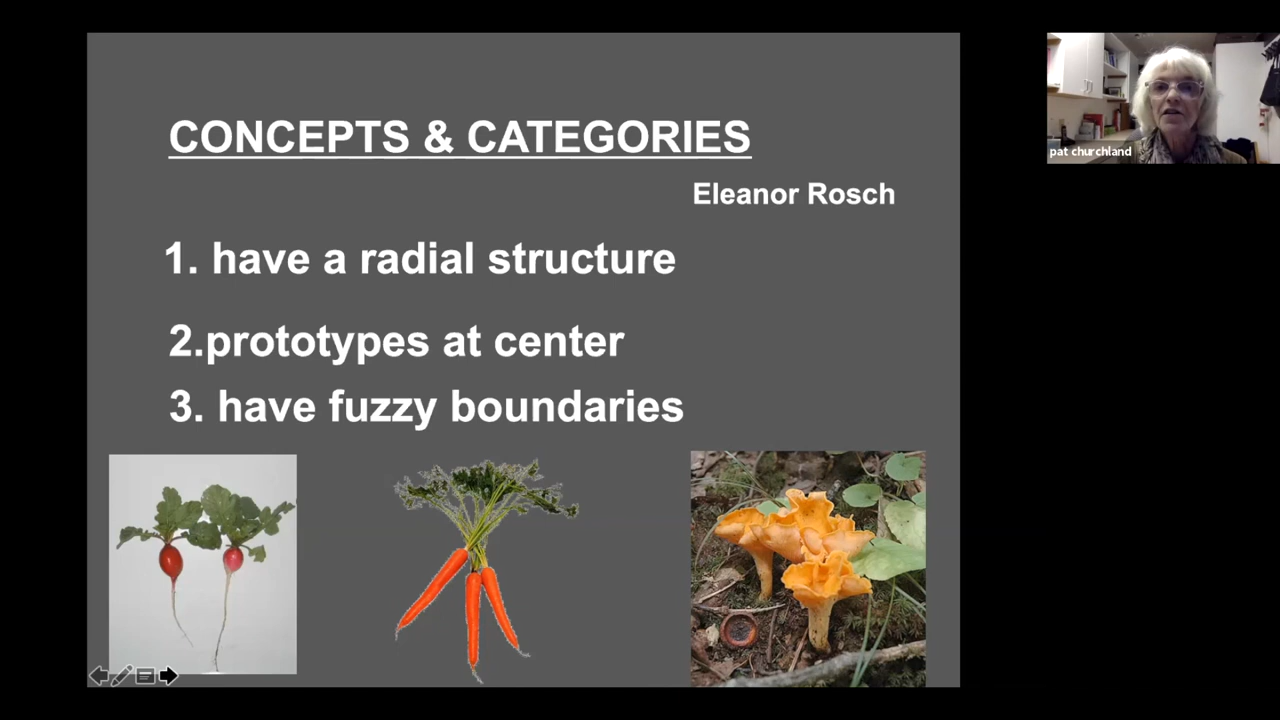 CONCEPTS & CATEGORIES
Eleanor Rosch
1. have a radial structure
2.prototypes at center
3. have fuzzy boundaries
pat churchland